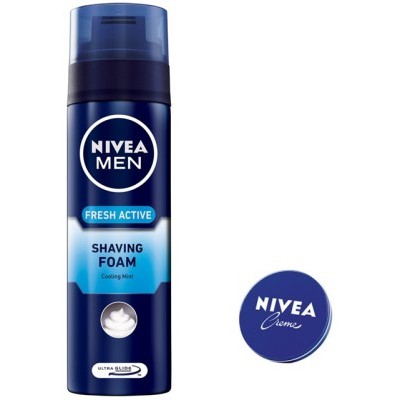 NIVEA
MEN
FRESH ACTIVE
SHAVING
FOAM
Cooling Mint
ULTRA GLIDE
NIVEA
Creme